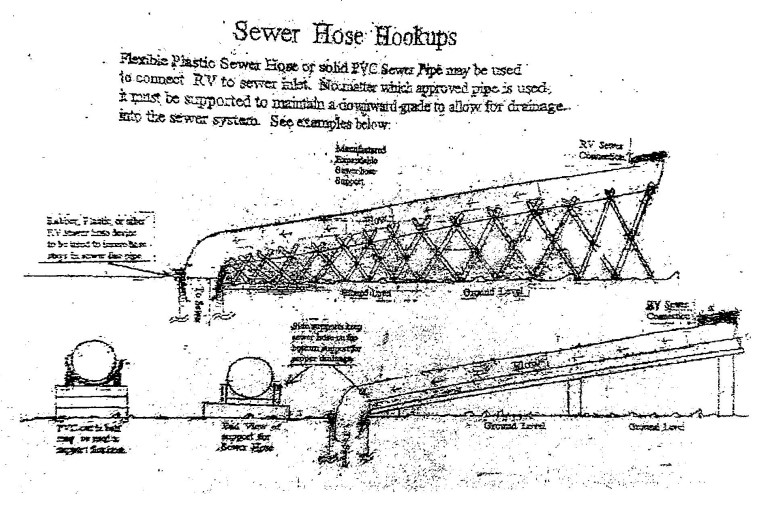 Sewer Hose Hookups
Flexible Plastic Sewer Hose or solid PVC Sewer Pipe may be used
to connect RV to sewer inlet. No matter which approved pipe is used,
it must be supported to maintain a downward grade to allow for drainage
into the sewer system. See examples below:
Manufactured
Expandable
Sewer hose
Support
RV Sewer
Connection
Rubber, Plastic, or other
RV sewer hose device
to be used to insure hose
stays in sewer line pipe
Flow
To Sewer
Ground Level
Ground Level
RV Sewer
Connection
Side supports keep
sewer hose on the
bottom support for
proper drainage
Flow
PVC cut in half
may be used as
support
End View of
support for
Sewer Hose
Ground Level
Ground Level